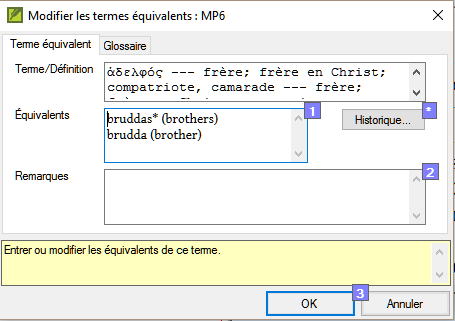 Modifier les termes équivalents : MP6
Terme équivalent
Glossaire
Terme/Définition
ἀδελφός --- frère; frère en Christ;
compatriote, camarade --- frère;
Équivalents
bruddas* (brothers)
brudda (brother)
1
*
Historique...
Remarques
2
Entrer ou modifier les équivalents de ce terme.
3
OK
Annuler